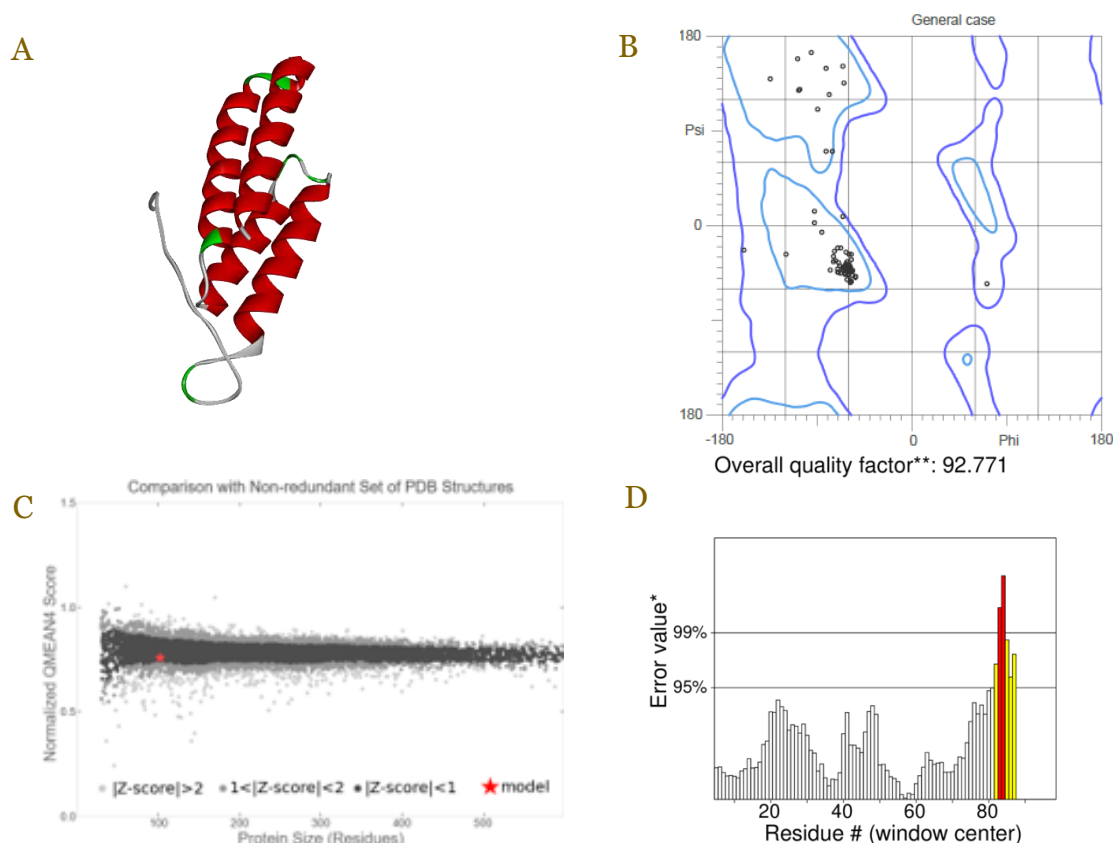 A
B
General case
180
Psi
0
180
-180
0
Phi
180
Overall quality factor**: 92.771
C
Comparison with Non-redundant Set of PDB Structures
1.5
1.0
0.5
0.0
Normalized QMEAN4 Score
|Z-score|>2
1<|Z-score|<2
|Z-score|<1
model
100
200
300
400
500
Protein Size (Residues)
D
Error value*
99%
95%
20
40
60
80
Residue # (window center)